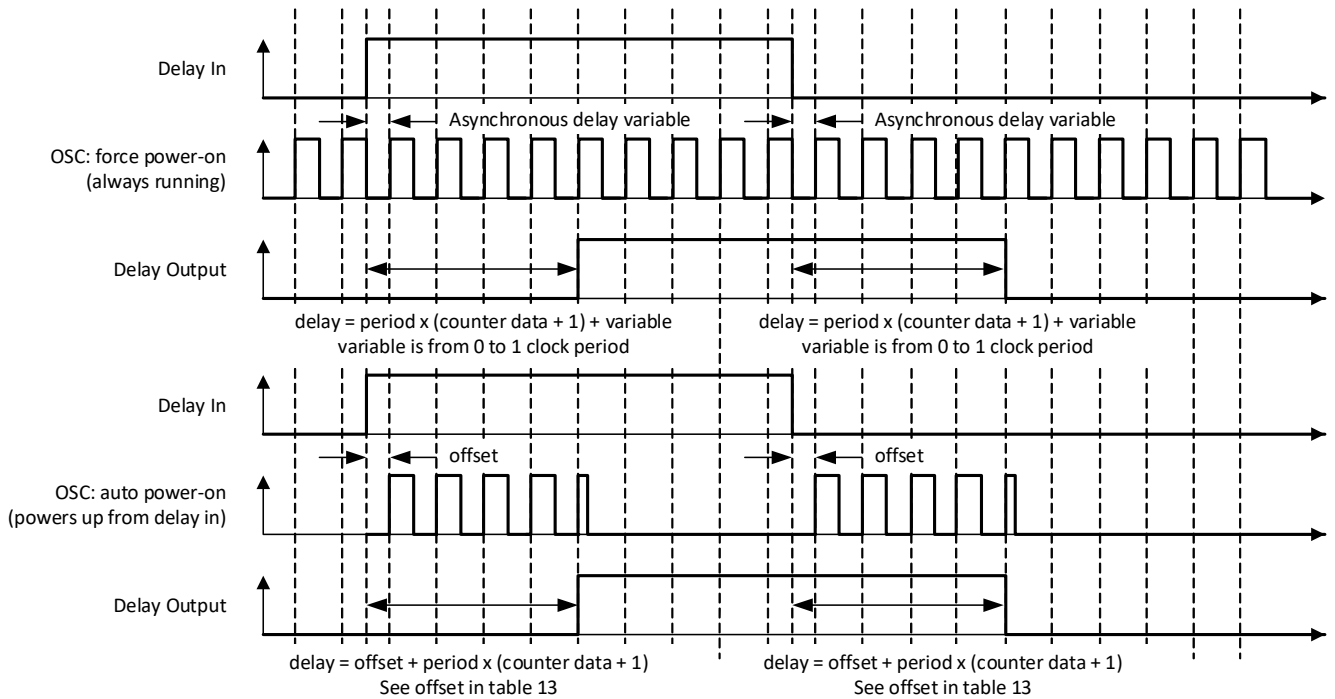 Delay In
Asynchronous delay variable
Asynchronous delay variable
OSC: force power-on
(always running)
Delay Output
delay = period x (counter data + 1) + variable
variable is from 0 to 1 clock period
delay = period x (counter data + 1) + variable
variable is from 0 to 1 clock period
Delay In
offset
offset
OSC: auto power-on
(powers up from delay in)
Delay Output
delay = offset + period x (counter data + 1)
See offset in table 13
delay = offset + period x (counter data + 1)
See offset in table 13